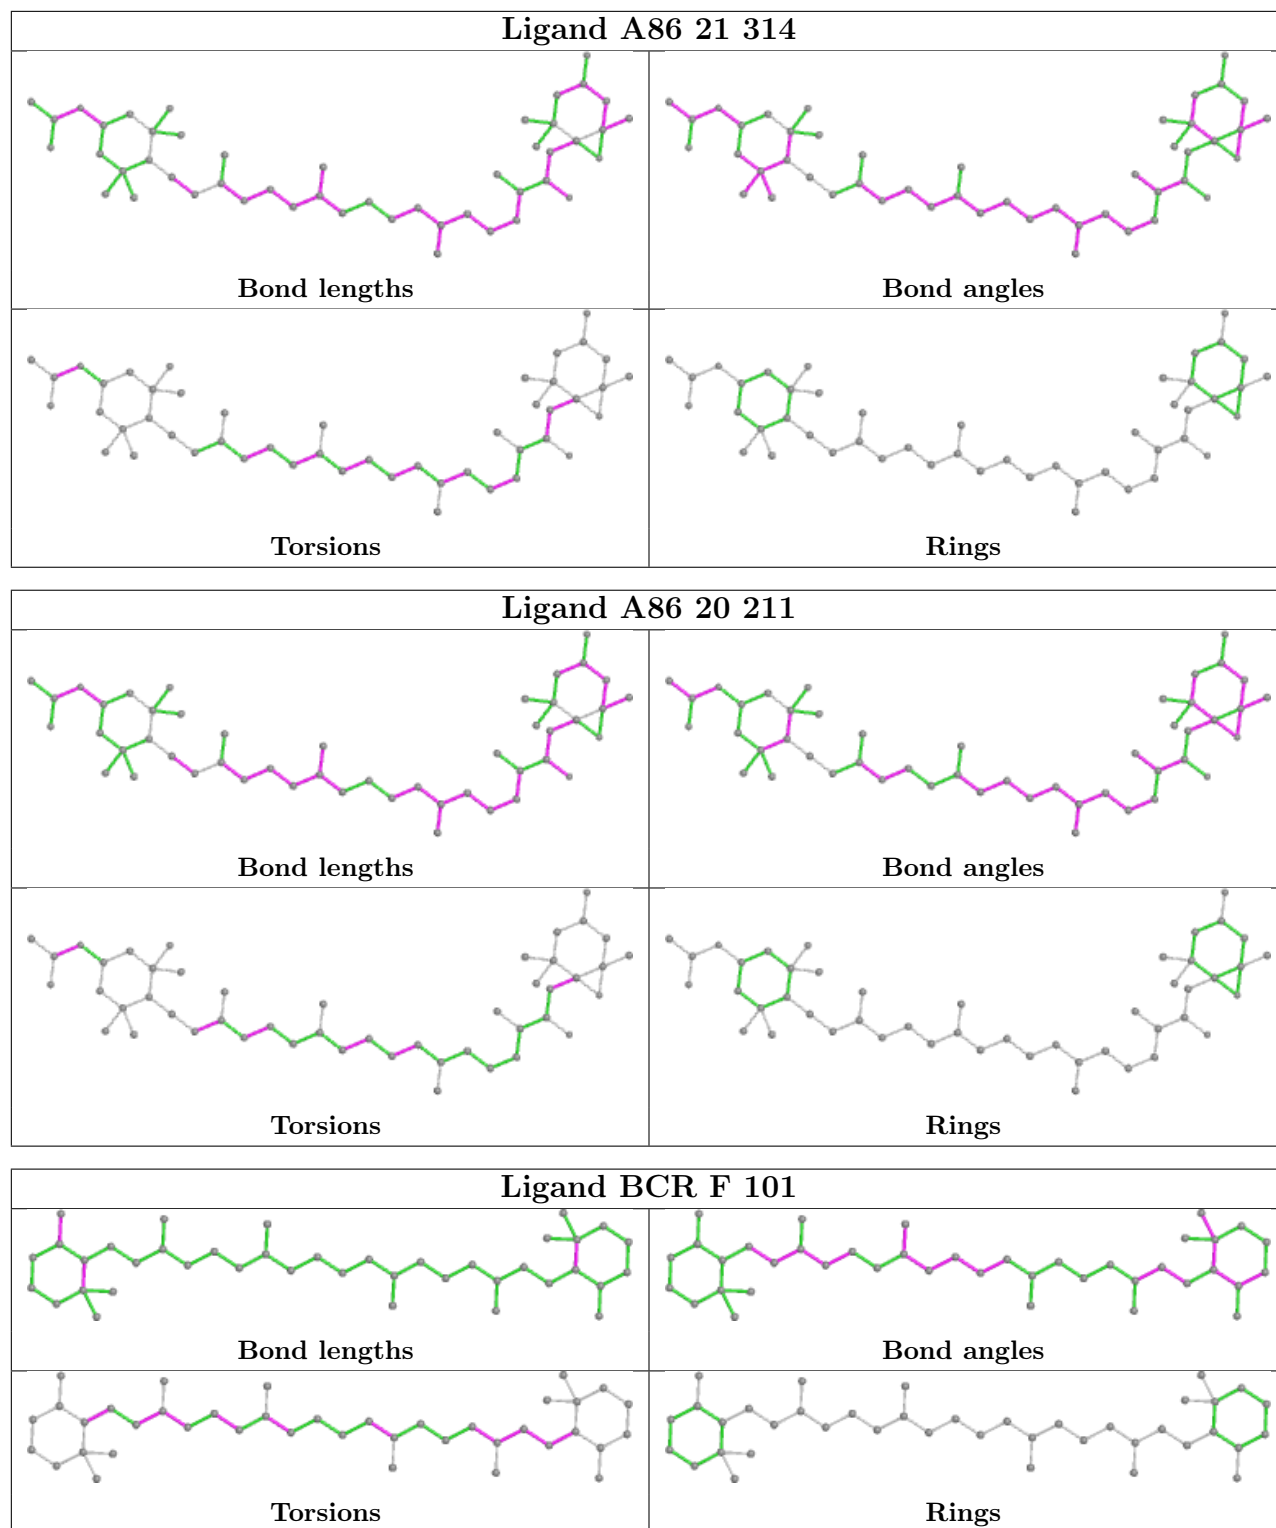 Ligand A86 21 314
Bond lengths
Bond angles
Torsions
Rings
Ligand A86 20 211
Bond lengths
Bond angles
Torsions
Rings
Ligand BCR F 101
Bond lengths
Bond angles
Torsions
Rings